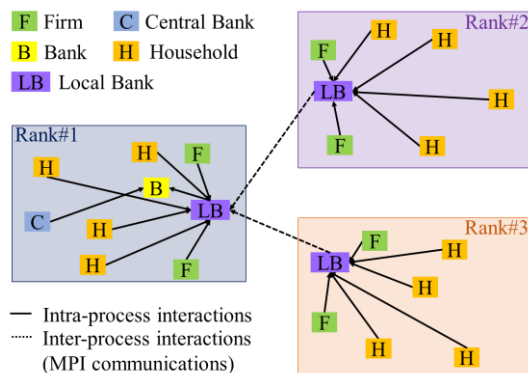 F Firm C Central Bank
B Bank H Household
LB Local Bank
Rank#1
H
H
F
B
C
LB
H
H
F
Rank#2
F
H
H
LB
H
F
H
Rank#3
F
H
LB
H
F
H
H
Intra-process interactions
Inter-process interactions
(MPI communications)